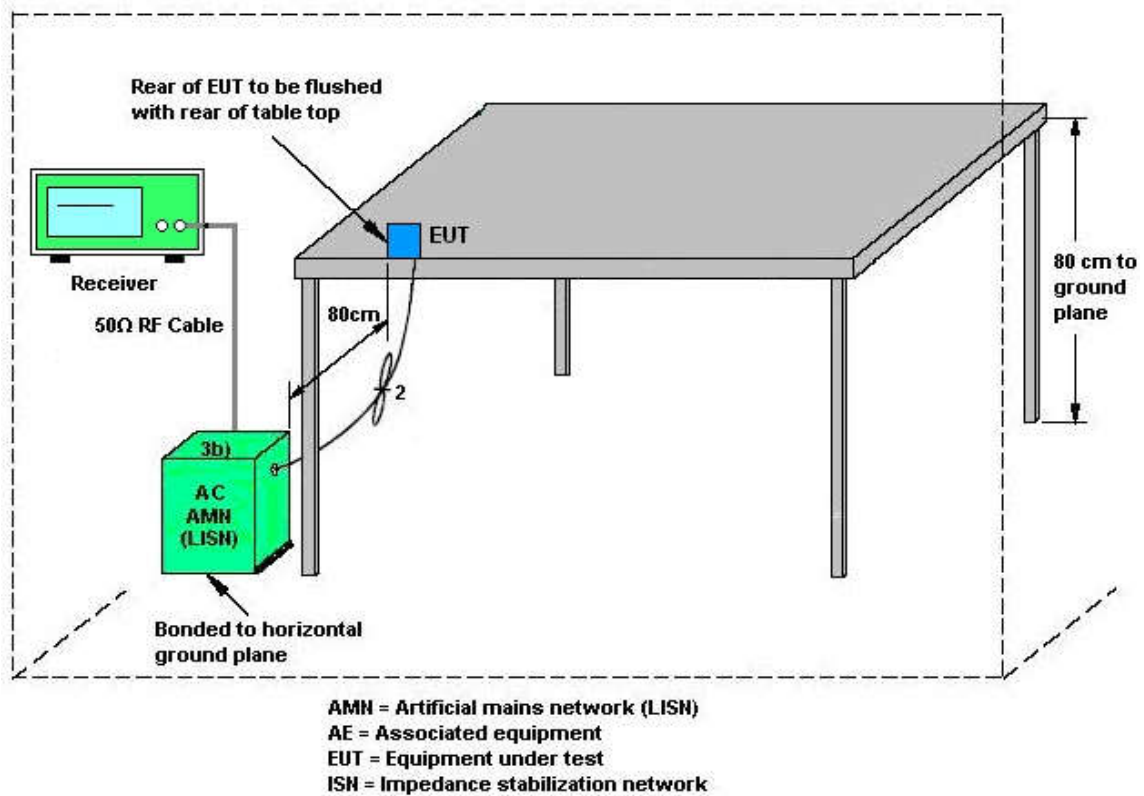 Rear of EUT to be flushed
with rear of table top
EUT
Receiver
50Ω RF Cable
80cm
80 cm to
ground
plane
2
3b)
AC
AMN
(LISN)
Bonded to horizontal
ground plane
AMN = Artificial mains network (LISN)
AE = Associated equipment
EUT = Equipment under test
ISN = Impedance stabilization network